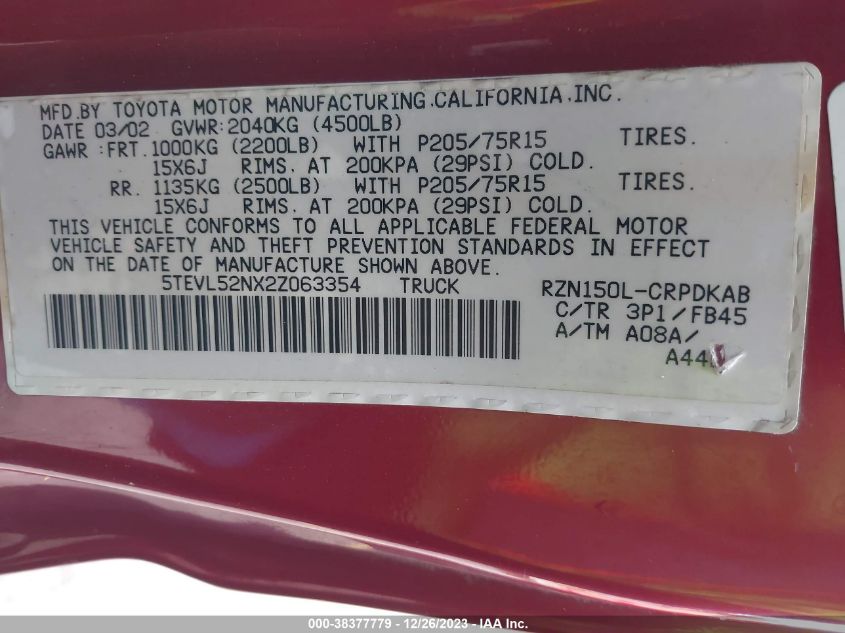 MFD.BY TOYOTA MOTOR MANUFACTURING,CALIFORNIA,INC.
DATE 03/02 GVWR:2040KG (4500LB)
GAWR :FRT.1000KG (2200LB) WITH P205/75R15 TIRES.
15X6J RIMS. AT 200KPA (29PSI) COLD.
RR. 1135KG (2500LB) WITH P205/75R15 TIRES.
15X6J RIMS. AT 200KPA (29PSI) COLD.
THIS VEHICLE CONFORMS TO ALL APPLICABLE FEDERAL MOTOR
VEHICLE SAFETY AND THEFT PREVENTION STANDARDS IN EFFECT
ON THE DATE OF MANUFACTURE SHOWN ABOVE.
5TEVL52NX2Z063354 TRUCK RZN150L-CRPDKAB
C/TR 3P1/FB45
A/TM A08A/
000-38377779 - 12/26/2023 - IAA Inc.